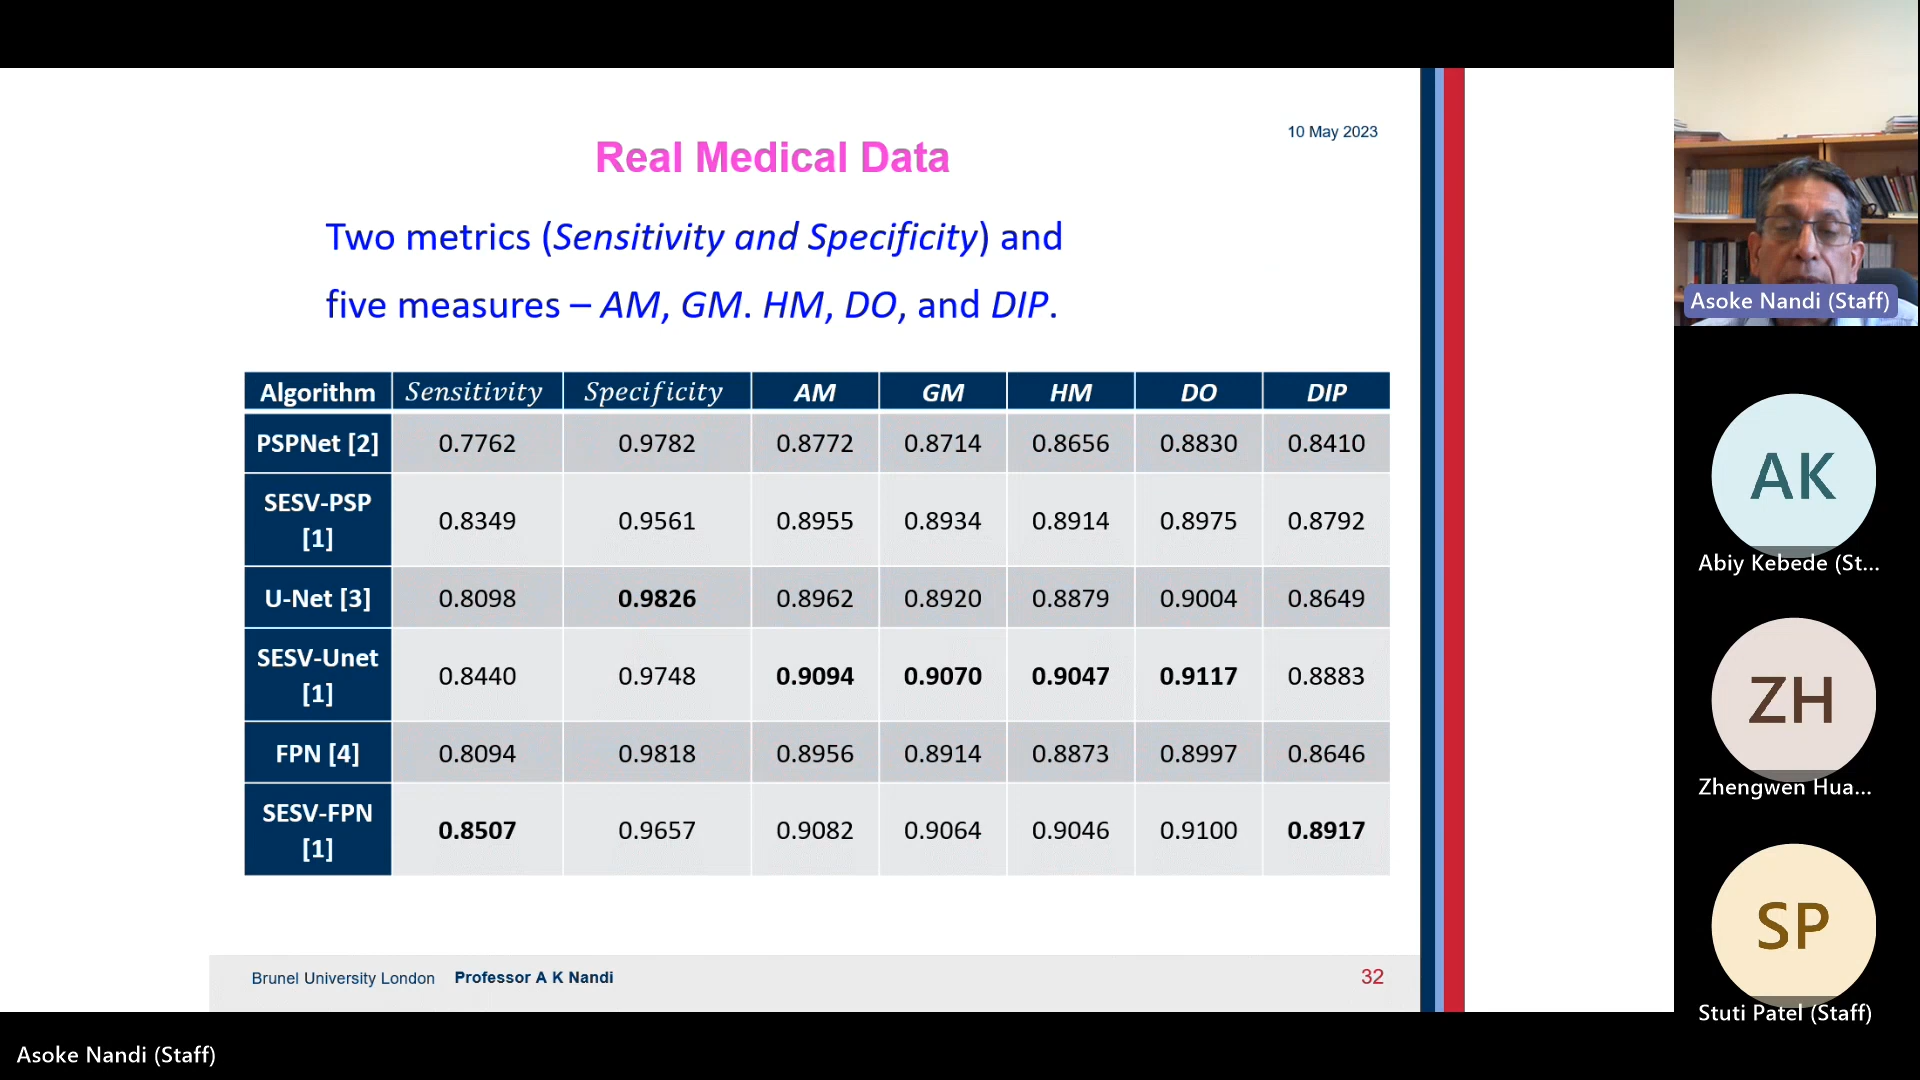 10 May 2023
Real Medical Data
Two metrics (Sensitivity and Specificity) and
five measures – AM, GM. HM, DO, and DIP.
Algorithm Sensitivity Specificity AM GM HM DO DIP
PSPNet [2] 0.7762 0.9782 0.8772 0.8714 0.8656 0.8830 0.8410
SESV-PSP
[1] 0.8349 0.9561 0.8955 0.8934 0.8914 0.8975 0.8792
U-Net [3] 0.8098 0.9826 0.8962 0.8920 0.8879 0.9004 0.8649
SESV-Unet
[1] 0.8440 0.9748 0.9094 0.9070 0.9047 0.9117 0.8883
FPN [4] 0.8094 0.9818 0.8956 0.8914 0.8873 0.8997 0.8646
SESV-FPN
[1] 0.8507 0.9657 0.9082 0.9064 0.9046 0.9100 0.8917
Brunel University London Professor A K Nandi 32
Asoke Nandi (Staff)
Asoke Nandi (Staff)
AK
Abiy Kebede (St...
ZH
Zhengwen Hua...
SP
Stuti Patel (Staff)